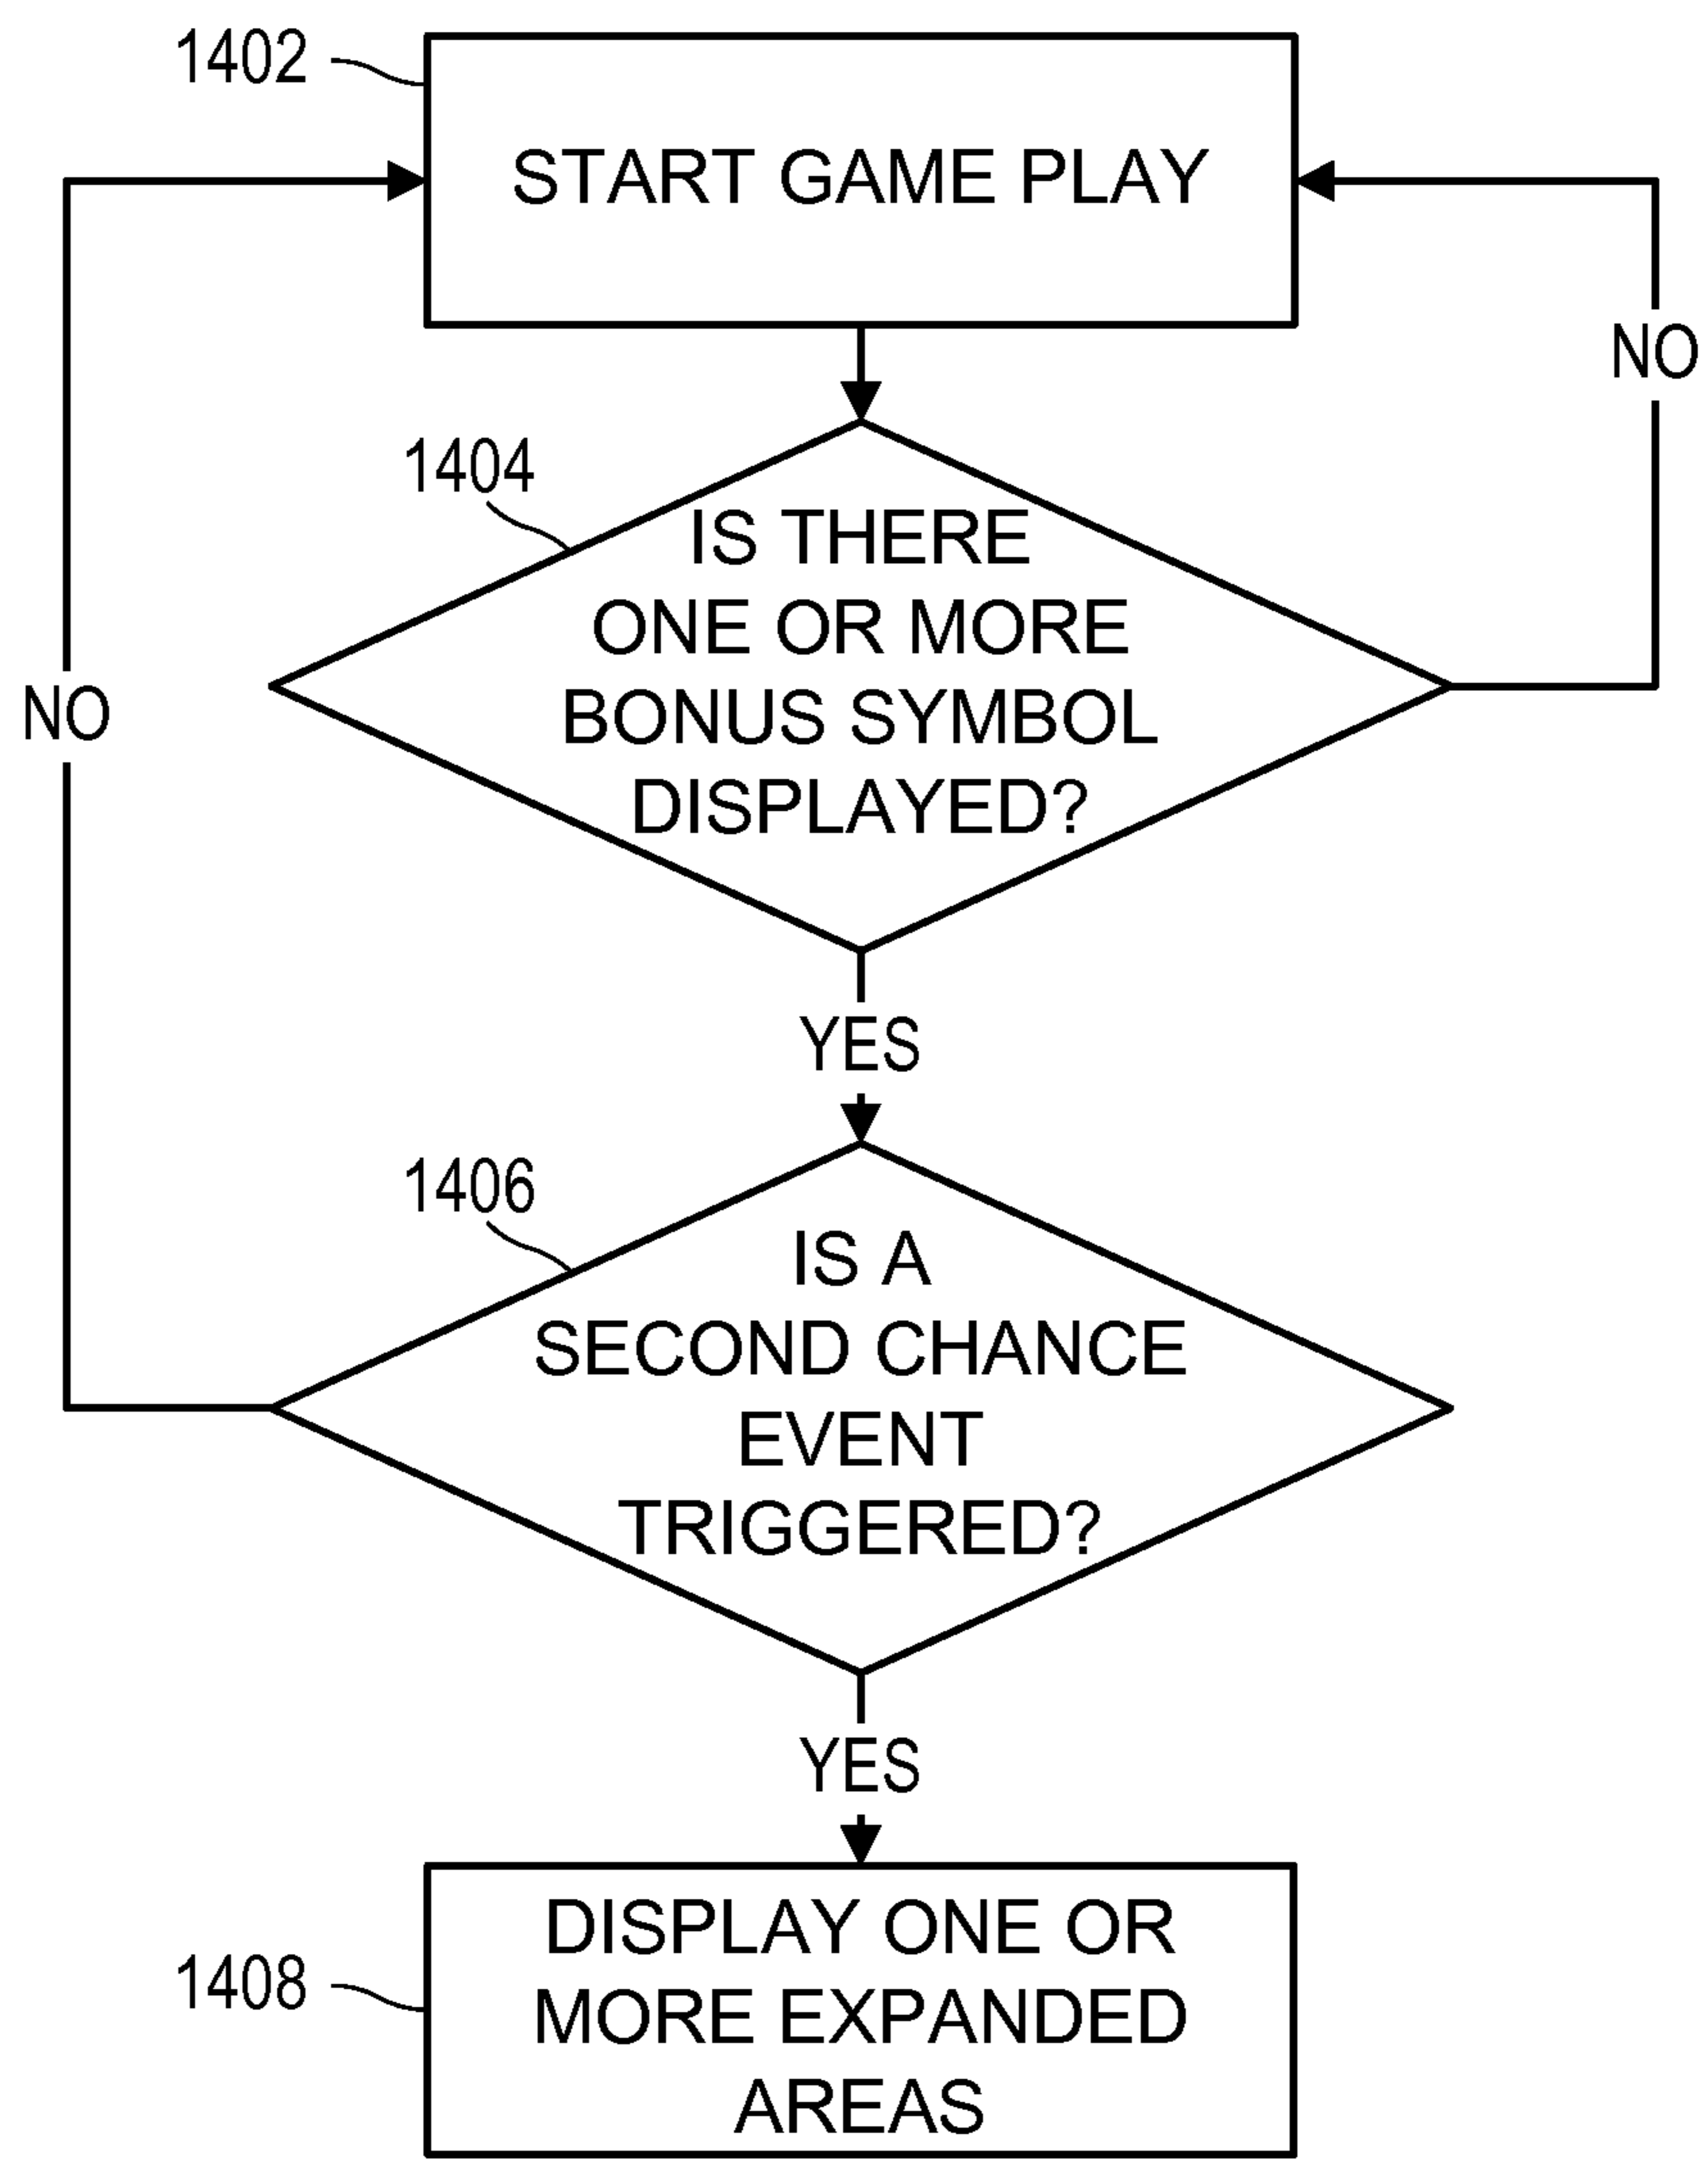 1402
START GAME PLAY
NO
1404
IS THERE
ONE OR MORE
BONUS SYMBOL
DISPLAYED?
NO
YES
1406
IS A
SECOND CHANCE
EVENT
TRIGGERED?
YES
1408
DISPLAY ONE OR
MORE EXPANDED
AREAS